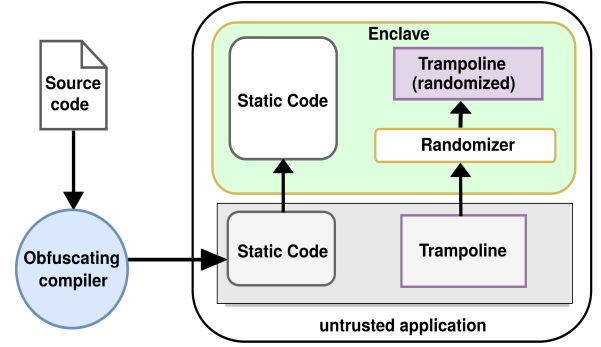 Enclave
Trampoline
(randomized)
Source
code
Static Code
Randomizer
Obfuscating
compiler
Static Code
Trampoline
untrusted application